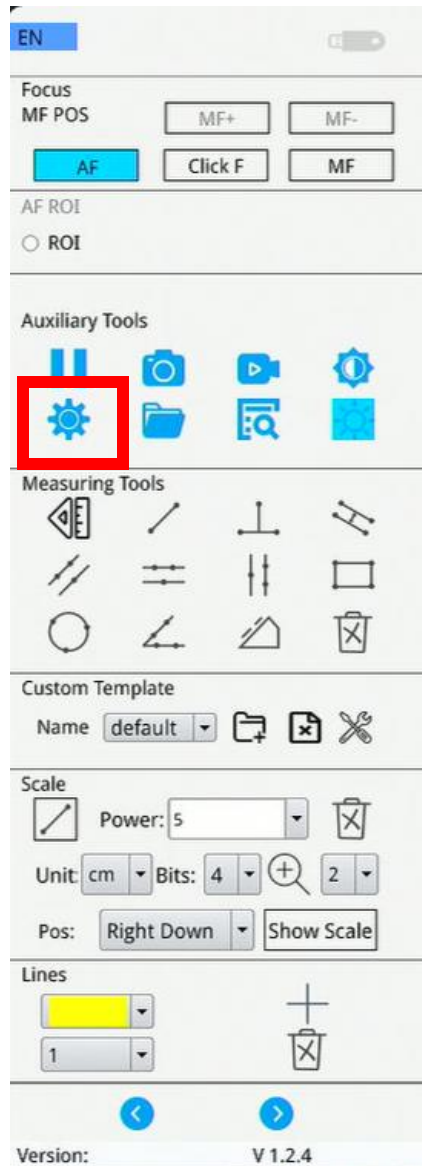 EN
Focus
MF POS MF+ MF-
AF Click F MF
AF ROI
ROI
Auxiliary Tools
Measuring Tools
Custom Template
Name default
Scale
Power: 5
Unit: cm Bits: 4 2
Pos: Right Down Show Scale
Lines
1
Version: V 1.2.4